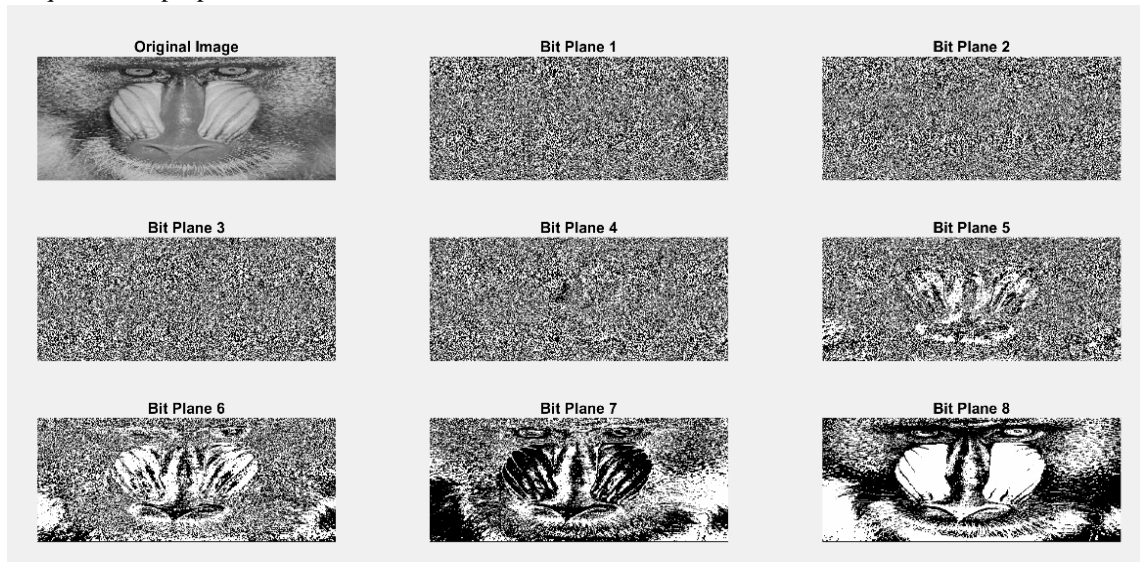 Original Image
Bit Plane 1
Bit Plane 2
Bit Plane 3
Bit Plane 4
Bit Plane 5
Bit Plane 6
Bit Plane 7
Bit Plane 8